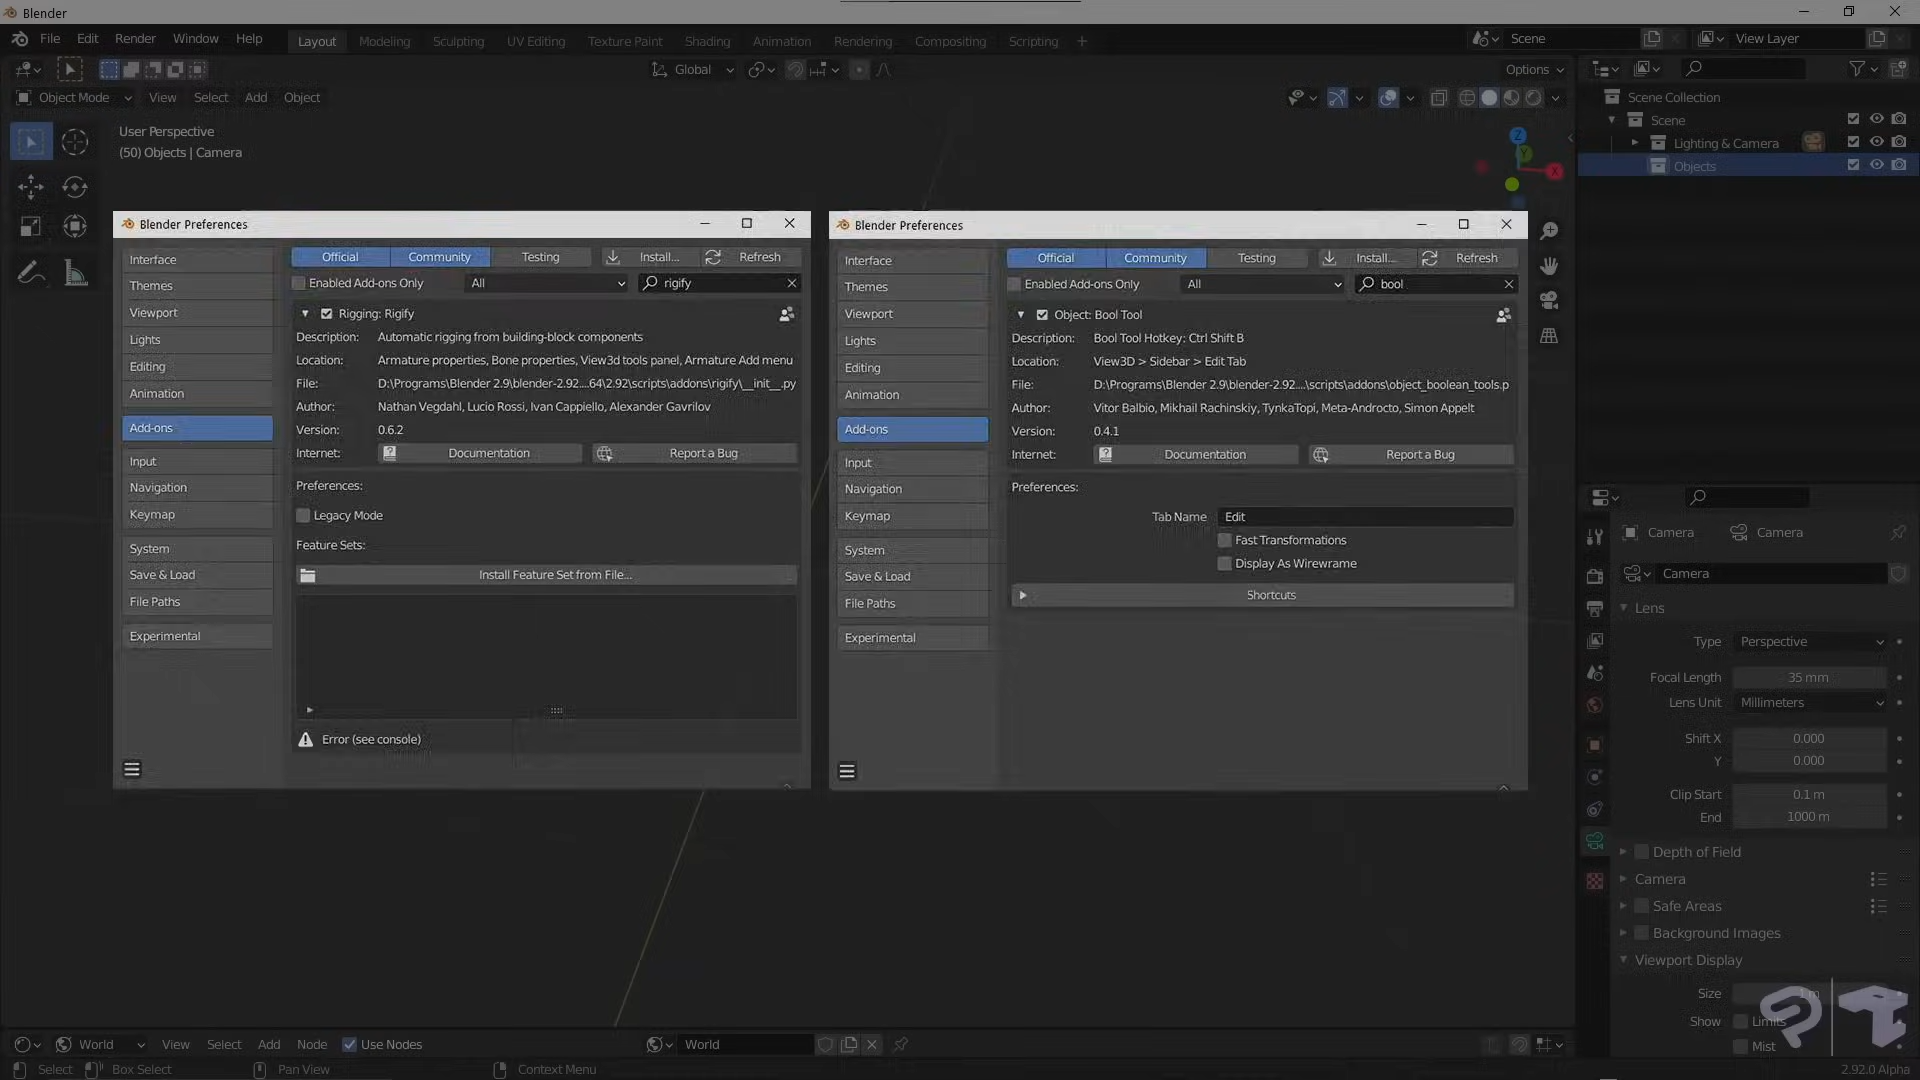 Blender
File Edit Render Window Help Layout Modeling Sculpting UV Editing Texture Paint Shading Animation Rendering Compositing Scripting + Scene View Layer
Global Options
Object Mode View Select Add Object
User Perspective
(50) Objects | Camera
Z
Y
X
Scene Collection
Scene
Lighting & Camera
Objects
Blender Preferences
Interface
Themes
Viewport
Lights
Editing
Animation
Add-ons
Input
Navigation
Keymap
System
Save & Load
File Paths
Experimental
Official Community Testing Install... Refresh
Enabled Add-ons Only All rigify
Rigging: Rigify
Description: Automatic rigging from building-block components
Location: Armature properties, Bone properties, View3d tools panel, Armature Add menu
File: D:\Programs\Blender 2.9\blender-2.92....64\2.92\scripts\addons\rigify\__init__.py
Author: Nathan Vegdahl, Lucio Rossi, Ivan Cappiello, Alexander Gavrilov
Version: 0.6.2
Internet: Documentation Report a Bug
Preferences:
Legacy Mode
Feature Sets:
Install Feature Set from File...
Error (see console)
Blender Preferences
Interface
Themes
Viewport
Lights
Editing
Animation
Add-ons
Input
Navigation
Keymap
System
Save & Load
File Paths
Experimental
Official Community Testing Install... Refresh
Enabled Add-ons Only All bool
Object: Bool Tool
Description: Bool Tool Hotkey: Ctrl Shift B
Location: View3D > Sidebar > Edit Tab
File: D:\Programs\Blender 2.9\blender-2.92....\scripts\addons\object_boolean_tools.p
Author: Vitor Balbio, Mikhail Rachinskiy, TynkaTopi, Meta-Androcto, Simon Appelt
Version: 0.4.1
Internet: Documentation Report a Bug
Preferences:
Tab Name Edit
Fast Transformations
Display As Wirewrame
Shortcuts
Camera Camera
Camera
Lens
Type Perspective
Focal Length 35 mm
Lens Unit Millimeters
Shift X 0.000
Y 0.000
Clip Start 0.1 m
End 1000 m
Depth of Field
Camera
Safe Areas
Background Images
Viewport Display
Size 1 m
Show Limits
Mist
World View Select Add Node Use Nodes World
Select Box Select Pan View Context Menu 2.92.0 Alpha